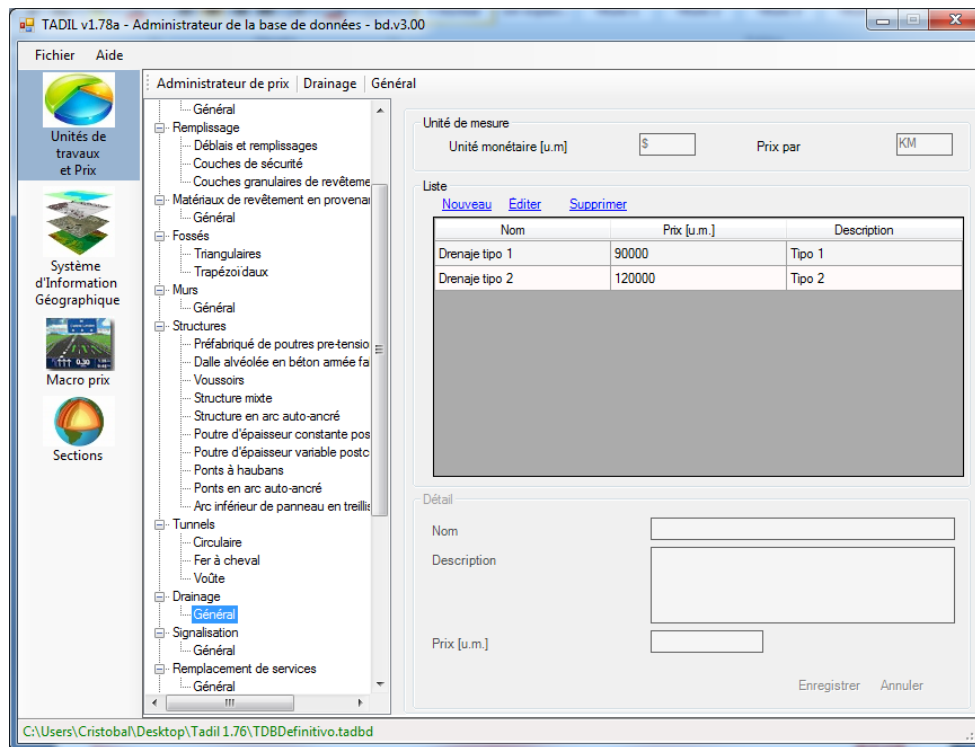 TADIL v1.78a - Administrateur de la base de données - bd.v3.00
Fichier Aide
Unités de
travaux
et Prix
Système
d'Information
Géographique
Macro prix
Sections
Administrateur de prix | Drainage | Général
Général
Remplissage
Déblais et remplissages
Couches de sécurité
Couches granulaires de revêteme
Matériaux de revêtement en provenar
Général
Fossés
Triangulaires
Trapézoïdaux
Murs
Général
Structures
Préfabriqué de poutres pre-tensio
Dalle alvéolée en béton armée fa
Voussoirs
Structure mixte
Structure en arc auto-ancré
Poutre d'épaisseur constante pos
Poutre d'épaisseur variable postc
Ponts à haubans
Ponts en arc auto-ancré
Arc inférieur de panneau en treillis
Tunnels
Circulaire
Fer à cheval
Voûte
Drainage
Général
Signalisation
Général
Remplacement de services
Général
Unité de mesure
Unité monétaire [u.m] $ Prix par KM
Liste
Nouveau Éditer Supprimer
Nom Prix [u.m.] Description
Drenaje tipo 1 90000 Tipo 1
Drenaje tipo 2 120000 Tipo 2
Détail
Nom
Description
Prix [u.m.]
Enregistrer Annuler
C:\Users\Cristobal\Desktop\Tadil 1.76\TDBDefinitivo.tadbd